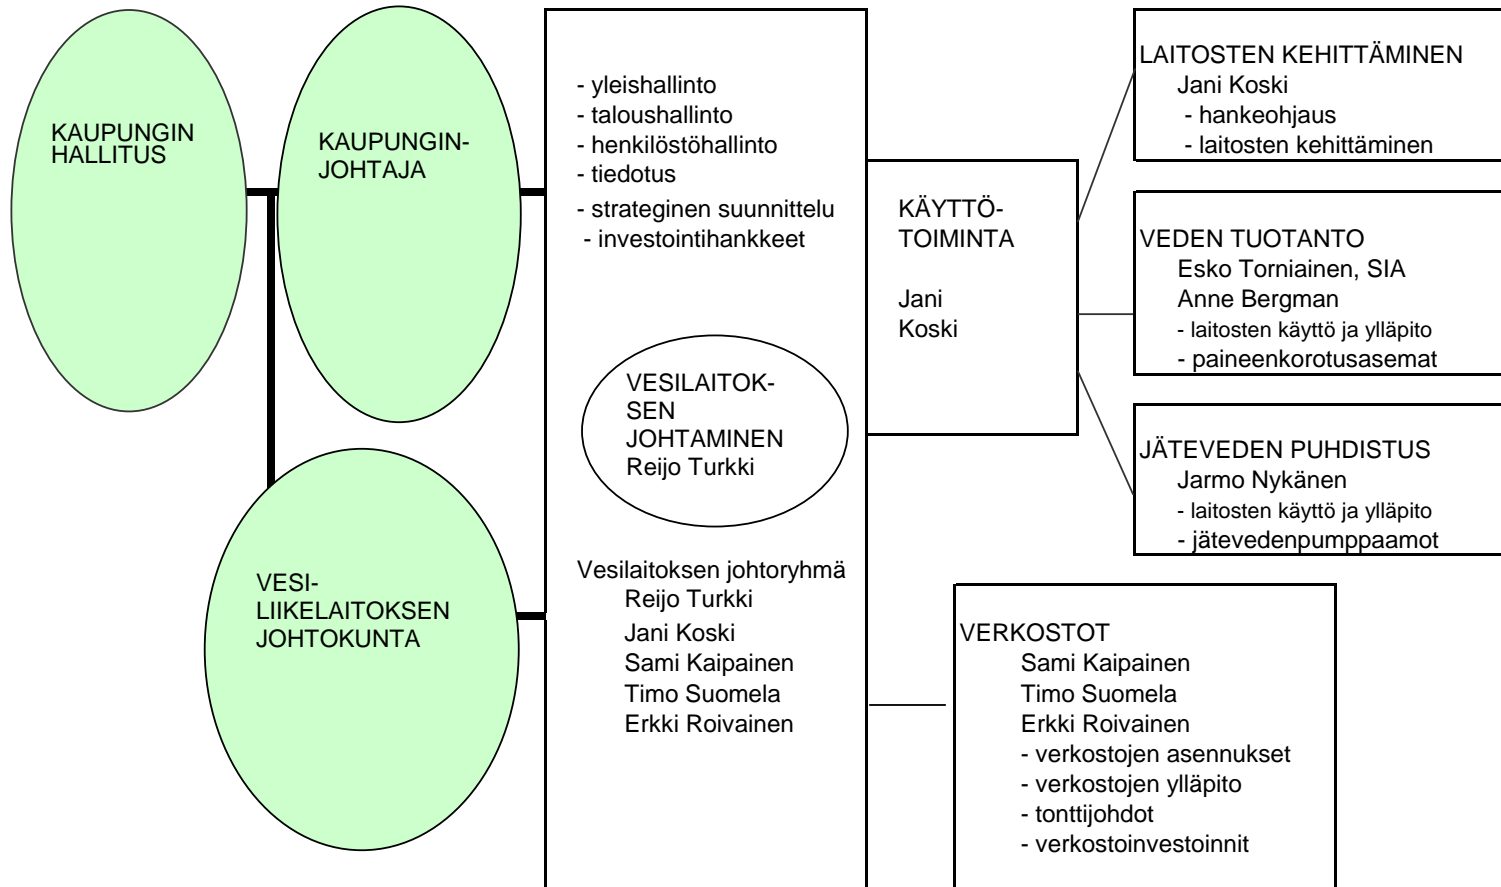 KAUPUNGIN
HALLITUS
KAUPUNGIN-
JOHTAJA
VESI-
LIIKELAITOKSEN
JOHTOKUNTA
- yleishallinto
- taloushallinto
- henkilöstöhallinto
- tiedotus
- strateginen suunnittelu
- investointihankkeet
VESILAITOK-
SEN
JOHTAMINEN
Reijo Turkki
Vesilaitoksen johtoryhmä
Reijo Turkki
Jani Koski
Sami Kaipainen
Timo Suomela
Erkki Roivainen
KÄYTTÖ-
TOIMINTA
Jani
Koski
LAITOSTEN KEHITTÄMINEN
Jani Koski
- hankeohjaus
- laitosten kehittäminen
VEDEN TUOTANTO
Esko Torniainen, SIA
Anne Bergman
- laitosten käyttö ja ylläpito
- paineenkorotusasemat
JÄTEVEDEN PUHDISTUS
Jarmo Nykänen
- laitosten käyttö ja ylläpito
- jätevedenpumppaamot
VERKOSTOT
Sami Kaipainen
Timo Suomela
Erkki Roivainen
- verkostojen asennukset
- verkostojen ylläpito
- tonttijohdot
- verkostoinvestoinnit